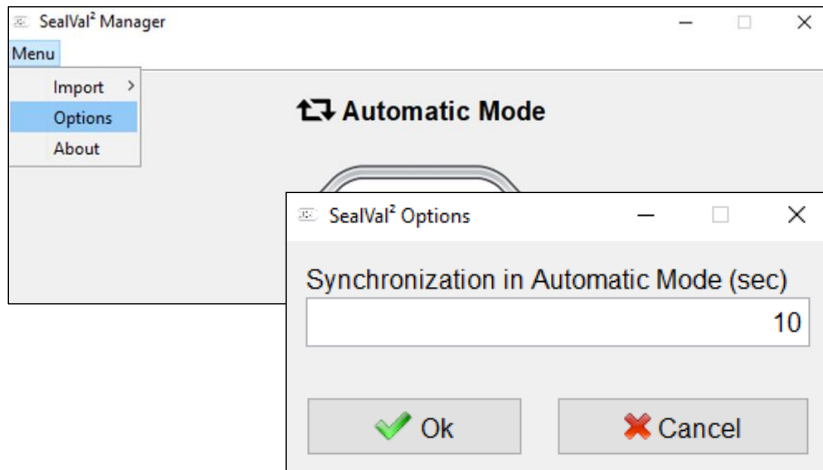 SealVal² Manager
Menu
Import
Options
About
Automatic Mode
SealVal² Options
Synchronization in Automatic Mode (sec)
10
Ok
Cancel